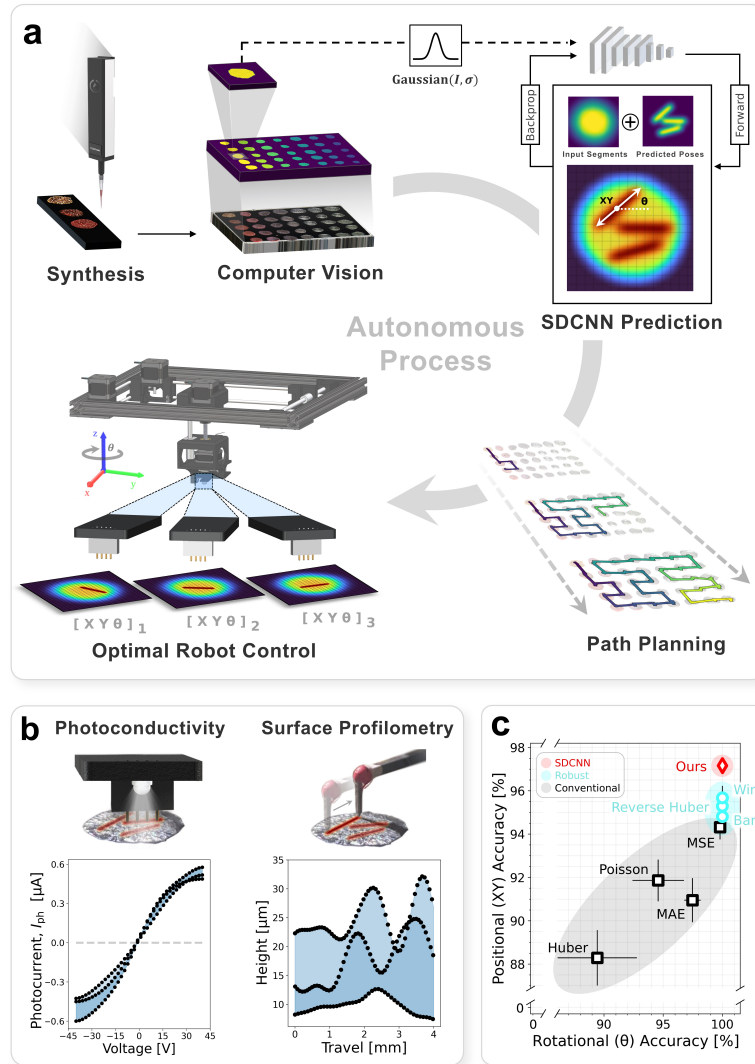 a
Gaussian(I, σ)
Backprop
Forward
Input Segments
Predicted Poses
XY
θ
Synthesis
Computer Vision
SDCNN Prediction
Autonomous
Process
z
θ
y
x
[ X Y θ ] 1
[ X Y θ ] 2
[ X Y θ ] 3
Optimal Robot Control
Path Planning
b
Photoconductivity
Surface Profilometry
Photocurrent, Iph [μA]
0.6
0.3
0.0
−0.3
−0.6
−40
−30
−15
0
15
30
45
Voltage [V]
Height [μm]
35
30
25
20
15
10
0
1
2
3
4
Travel [mm]
c
Positional (XY) Accuracy [%]
98
96
94
92
90
88
0
SDCNN
Robust
Conventional
Ours
Win
Reverse Huber
Bar
MSE
Poisson
MAE
Huber
0
90
95
100
Rotational (θ) Accuracy [%]